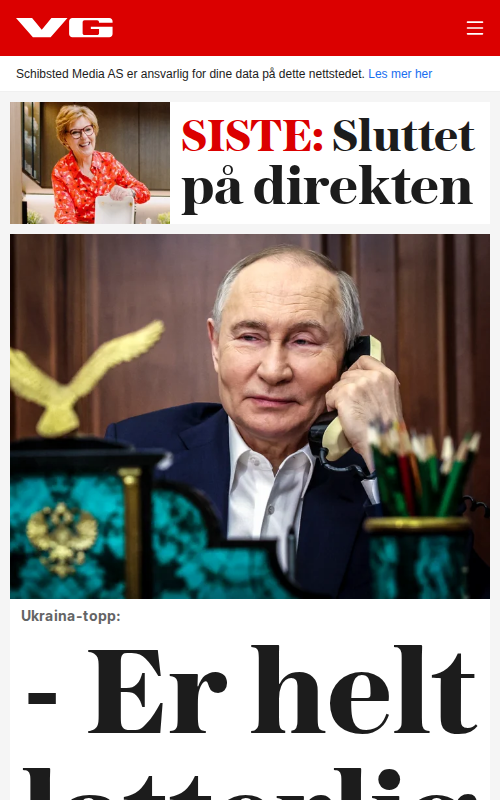 VG
Schibsted Media AS er ansvarlig for dine data på dette nettstedet. Les mer her
SISTE: Sluttet
på direkten
Ukraina-topp:
- Er helt